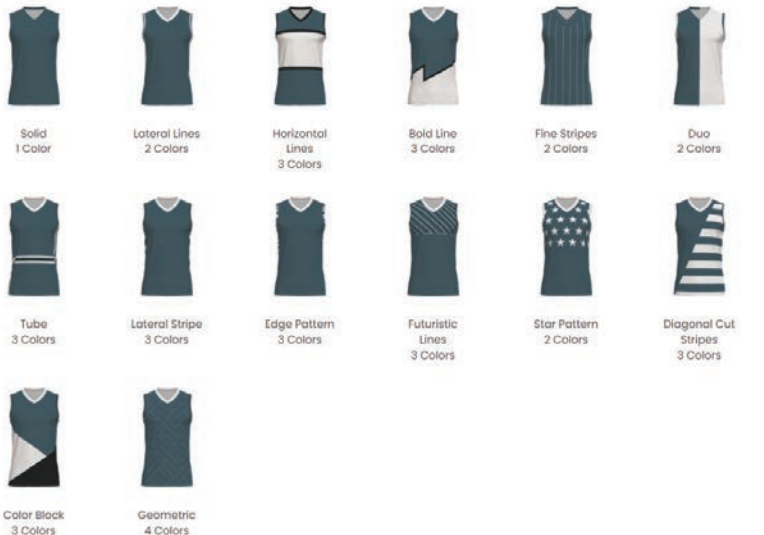 Solid
1 Color
Lateral Lines
2 Colors
Horizontal
Lines
3 Colors
Bold Line
3 Colors
Fine Stripes
2 Colors
Duo
2 Colors
Tube
3 Colors
Lateral Stripe
3 Colors
Edge Pattern
3 Colors
Futuristic
Lines
3 Colors
Star Pattern
2 Colors
Diagonal Cut
Stripes
3 Colors
Color Block
3 Colors
Geometric
4 Colors